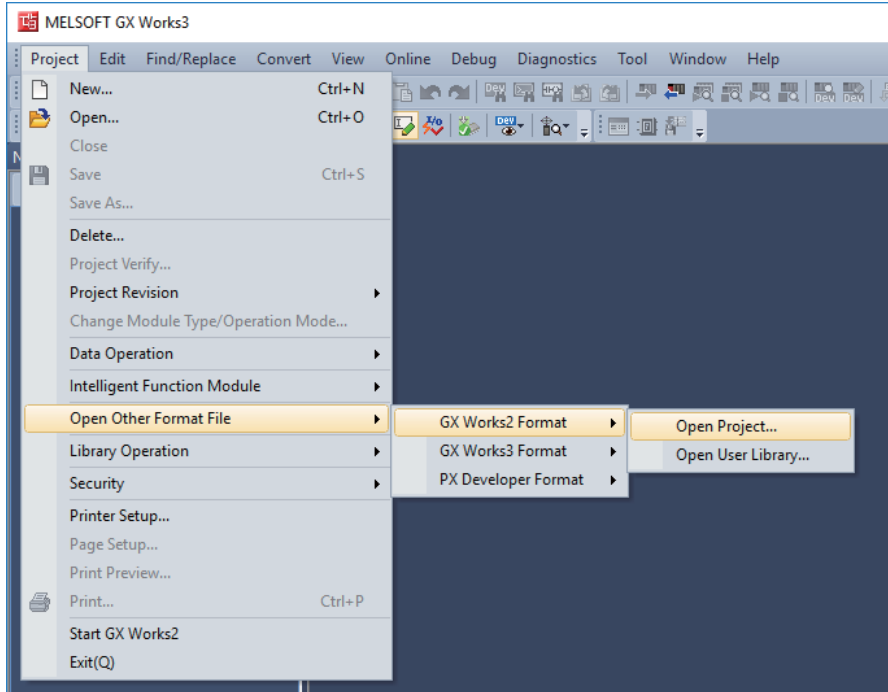 MELSOFT GX Works3
Project Edit Find/Replace Convert View Online Debug Diagnostics Tool Window Help
New... Ctrl+N
Open... Ctrl+O
Close
Save Ctrl+S
Save As...
Delete...
Project Verify...
Project Revision
Change Module Type/Operation Mode...
Data Operation
Intelligent Function Module
Open Other Format File
GX Works2 Format
Open Project...
GX Works3 Format
Open User Library...
PX Developer Format
Library Operation
Security
Printer Setup...
Page Setup...
Print Preview...
Print... Ctrl+P
Start GX Works2
Exit(Q)